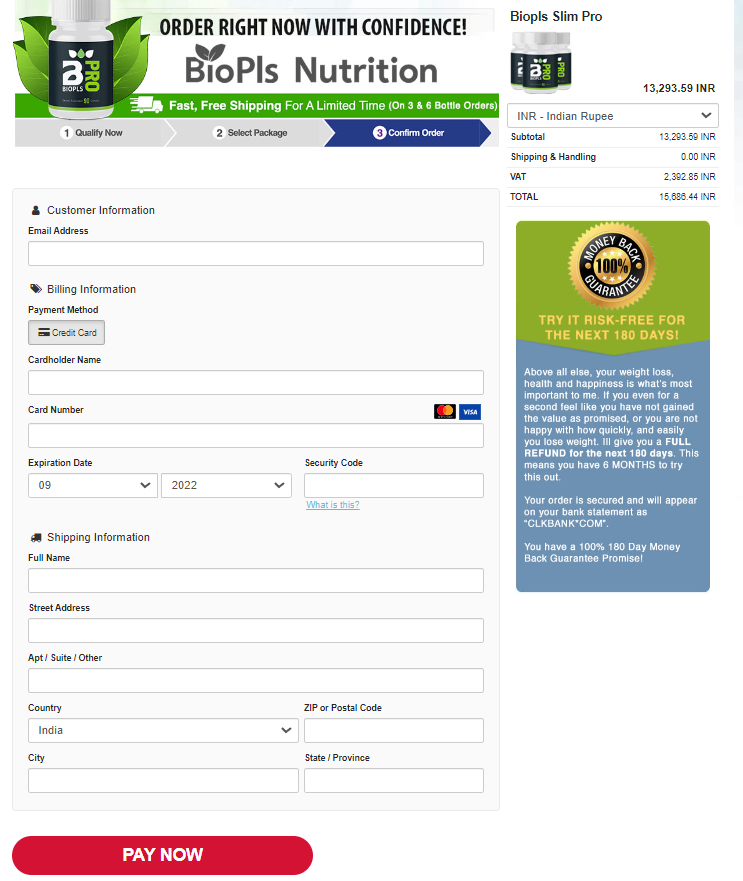 ORDER RIGHT NOW WITH CONFIDENCE!
BioPls Nutrition
B PRO
BIOPLS
Fast, Free Shipping For A Limited Time (On 3 & 6 Bottle Orders)
1 Qualify Now
2 Select Package
3 Confirm Order
Customer Information
Email Address
Billing Information
Payment Method
Credit Card
Cardholder Name
Card Number
VISA
Expiration Date
Security Code
09
2022
What is this?
Shipping Information
Full Name
Street Address
Apt / Suite / Other
Country
ZIP or Postal Code
India
City
State / Province
PAY NOW
Biopls Slim Pro
13,293.59 INR
INR - Indian Rupee
Subtotal 13,293.59 INR
Shipping & Handling 0.00 INR
VAT 2,392.85 INR
TOTAL 15,686.44 INR
MONEY BACK
100%
GUARANTEE
TRY IT RISK-FREE FOR
THE NEXT 180 DAYS!
Above all else, your weight loss,
health and happiness is what's most
important to me. If you even for a
second feel like you have not gained
the value as promised, or you are not
happy with how quickly, and easily
you lose weight. Ill give you a FULL
REFUND for the next 180 days. This
means you have 6 MONTHS to try
this out.
Your order is secured and will appear
on your bank statement as
"CLKBANK*COM".
You have a 100% 180 Day Money
Back Guarantee Promise!